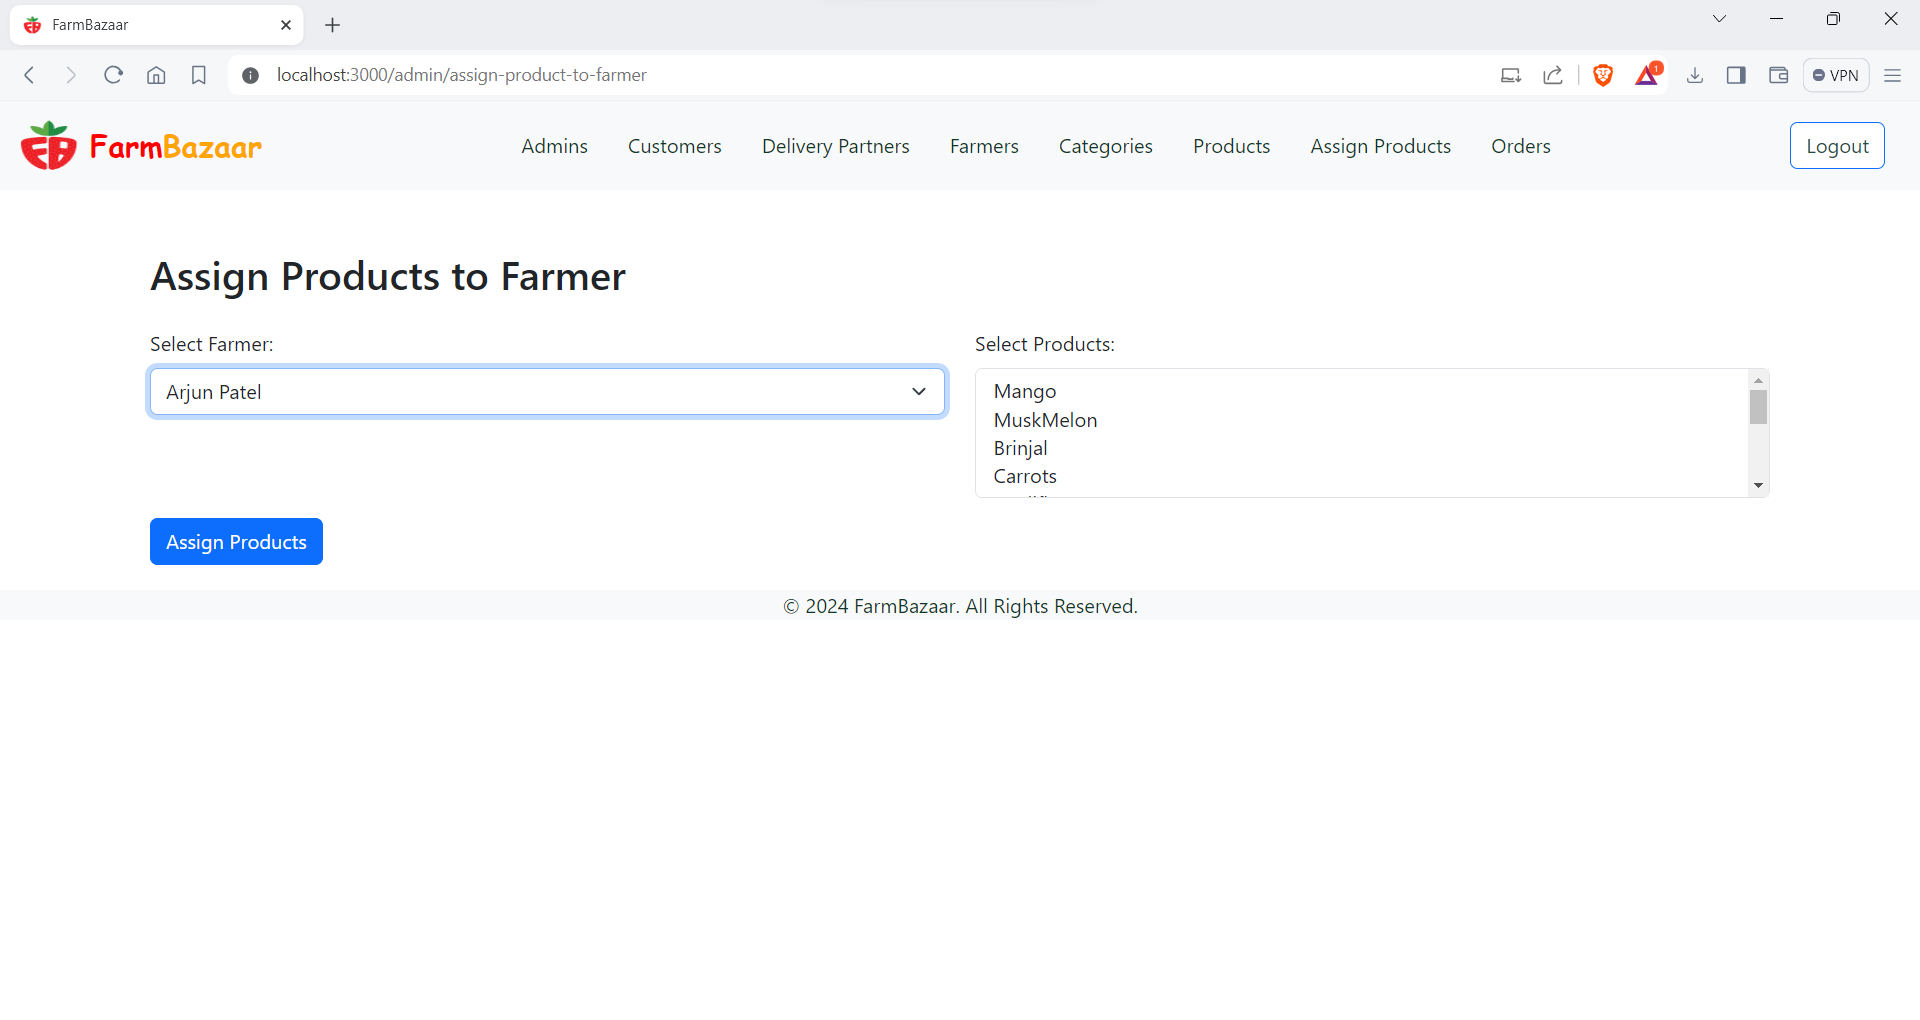 FarmBazaar
localhost:3000/admin/assign-product-to-farmer
1
VPN
FarmBazaar
Admins
Customers
Delivery Partners
Farmers
Categories
Products
Assign Products
Orders
Logout
Assign Products to Farmer
Select Farmer:
Arjun Patel
Select Products:
Mango
MuskMelon
Brinjal
Carrots
Assign Products
© 2024 FarmBazaar. All Rights Reserved.